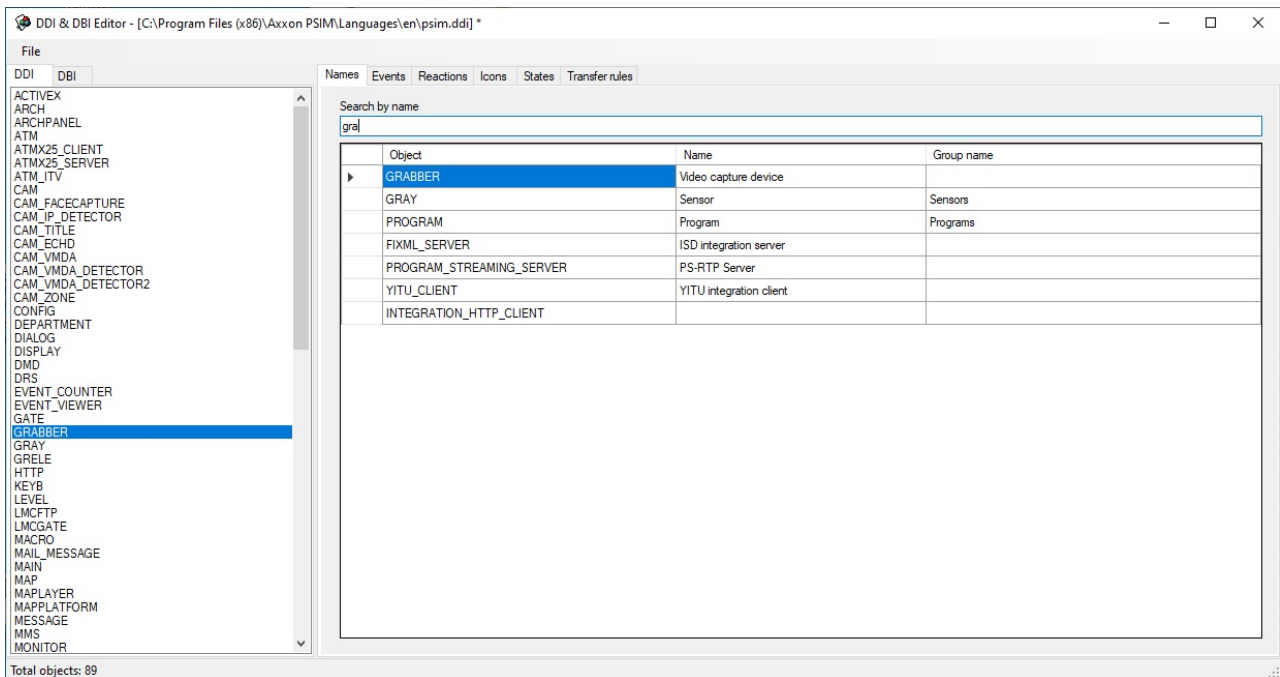 DDI & DBI Editor - [C:\Program Files (x86)\Axxon PSIM\Languages\en\psim.ddi] *
File
DDI DBI
ACTIVEX
ARCH
ARCHPANEL
ATM
ATMX25_CLIENT
ATMX25_SERVER
ATM_ITV
CAM
CAM_FACECAPTURE
CAM_IP_DETECTOR
CAM_TITLE
CAM_ECHD
CAM_VMDA
CAM_VMDA_DETECTOR
CAM_VMDA_DETECTOR2
CAM_ZONE
CONFIG
DEPARTMENT
DIALOG
DISPLAY
DMD
DRS
EVENT_COUNTER
EVENT_VIEWER
GATE
GRABBER
GRAY
GRELE
HTTP
KEYB
LEVEL
LMCFTP
LMCGATE
MACRO
MAIL_MESSAGE
MAIN
MAP
MAPLAYER
MAPPLATFORM
MESSAGE
MMS
MONITOR
Names Events Reactions Icons States Transfer rules
Search by name
gra
Object Name Group name
GRABBER Video capture device
GRAY Sensor Sensors
PROGRAM Program Programs
FIXML_SERVER ISD integration server
PROGRAM_STREAMING_SERVER PS-RTP Server
YITU_CLIENT YITU integration client
INTEGRATION_HTTP_CLIENT
Total objects: 89